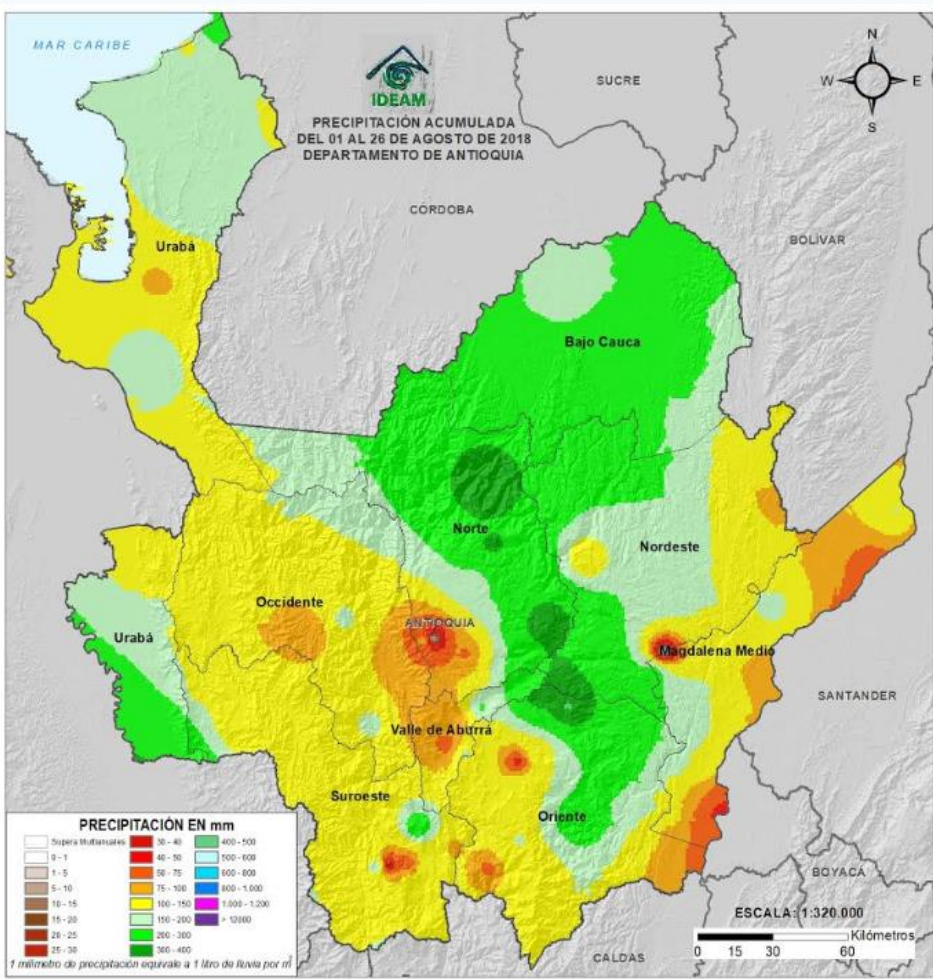 MAR CARIBE
IDEAM
PRECIPITACIÓN ACUMULADA
DEL 01 AL 26 DE AGOSTO DE 2018
DEPARTAMENTO DE ANTIOQUIA
SUCRE
N
W E
S
CÓRDOBA
BOLÍVAR
Urabá
Bajo Cauca
Norte
Nordeste
Occidente
ANTIOQUIA
Urabá
Magdalena Medio
SANTANDER
Valle de Aburrá
Suroeste
Oriente
BOYACÁ
CALDAS
PRECIPITACIÓN EN mm
Supera Multianuales 30 - 40 400 - 500
0 - 1 40 - 50 500 - 600
1 - 5 50 - 75 600 - 800
5 - 10 75 - 100 800 - 1.000
10 - 15 100 - 150 1.000 - 1.200
15 - 20 150 - 200 > 12000
20 - 25 200 - 300
25 - 30 300 - 400
1 milímetro de precipitación equivale a 1 litro de lluvia por m²
ESCALA: 1:320.000
Kilómetros
0 15 30 60